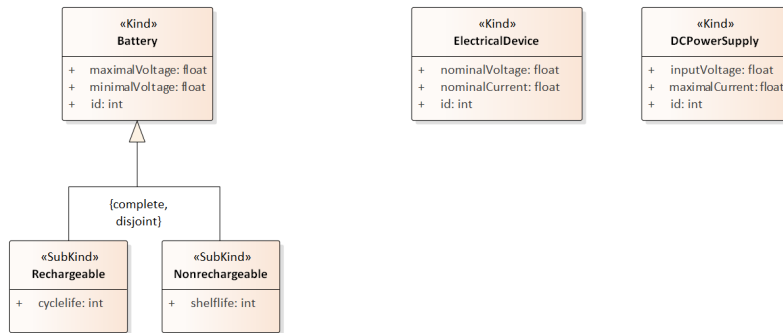 «Kind»
Battery
+ maximalVoltage: float
+ minimalVoltage: float
+ id: int
«Kind»
ElectricalDevice
+ nominalVoltage: float
+ nominalCurrent: float
+ id: int
«Kind»
DCPowerSupply
+ inputVoltage: float
+ maximalCurrent: float
+ id: int
{complete,
disjoint}
«SubKind»
Rechargeable
+ cyclelife: int
«SubKind»
Nonrechargeable
+ shelflife: int